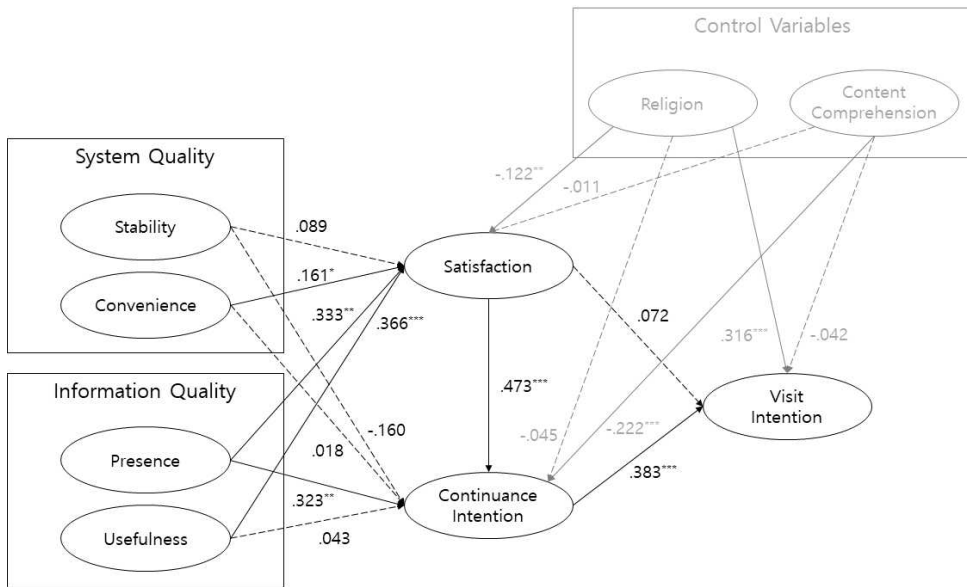 Control Variables
Religion
Content
Comprehension
System Quality
Stability
Convenience
Information Quality
Presence
Usefulness
Satisfaction
Continuance
Intention
Visit
Intention
-.122**
-.011
.089
.161*
.333**
.366***
.072
.316***
-.042
.473***
-.160
.018
-.045
-.222***
.383***
.323**
.043